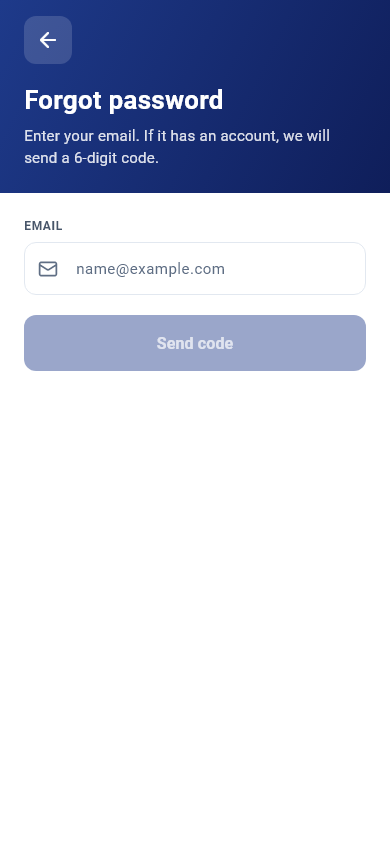 Forgot password
Enter your email. If it has an account, we will
send a 6-digit code.
EMAIL
name@example.com
Send code